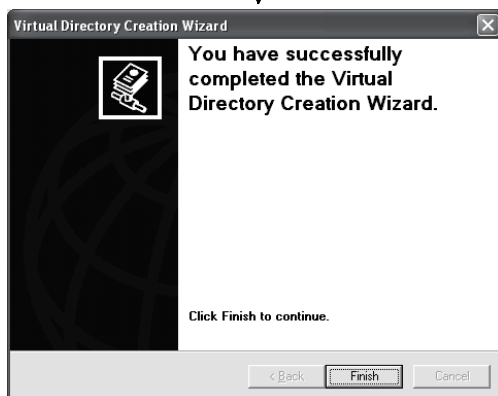 Virtual Directory Creation Wizard
You have successfully
completed the Virtual
Directory Creation Wizard.
Click Finish to continue.
< Back
Finish
Cancel